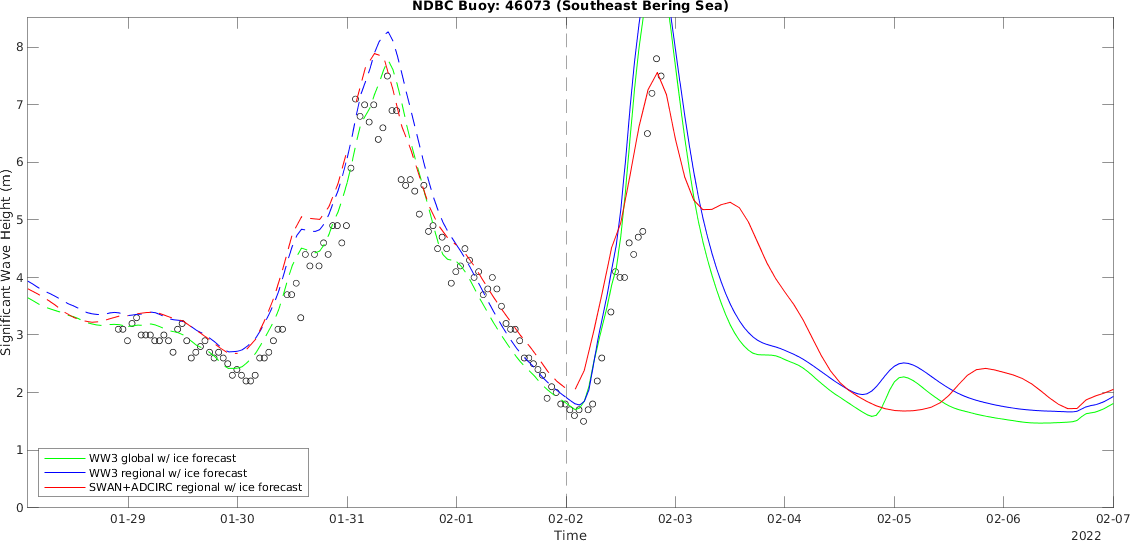 NDBC Buoy: 46073 (Southeast Bering Sea)
Significant Wave Height (m)
8
7
6
5
4
3
2
1
0
WW3 global w/ ice forecast
WW3 regional w/ ice forecast
SWAN+ADCIRC regional w/ ice forecast
01-29 01-30 01-31 02-01 02-02 02-03 02-04 02-05 02-06 02-07
Time
2022